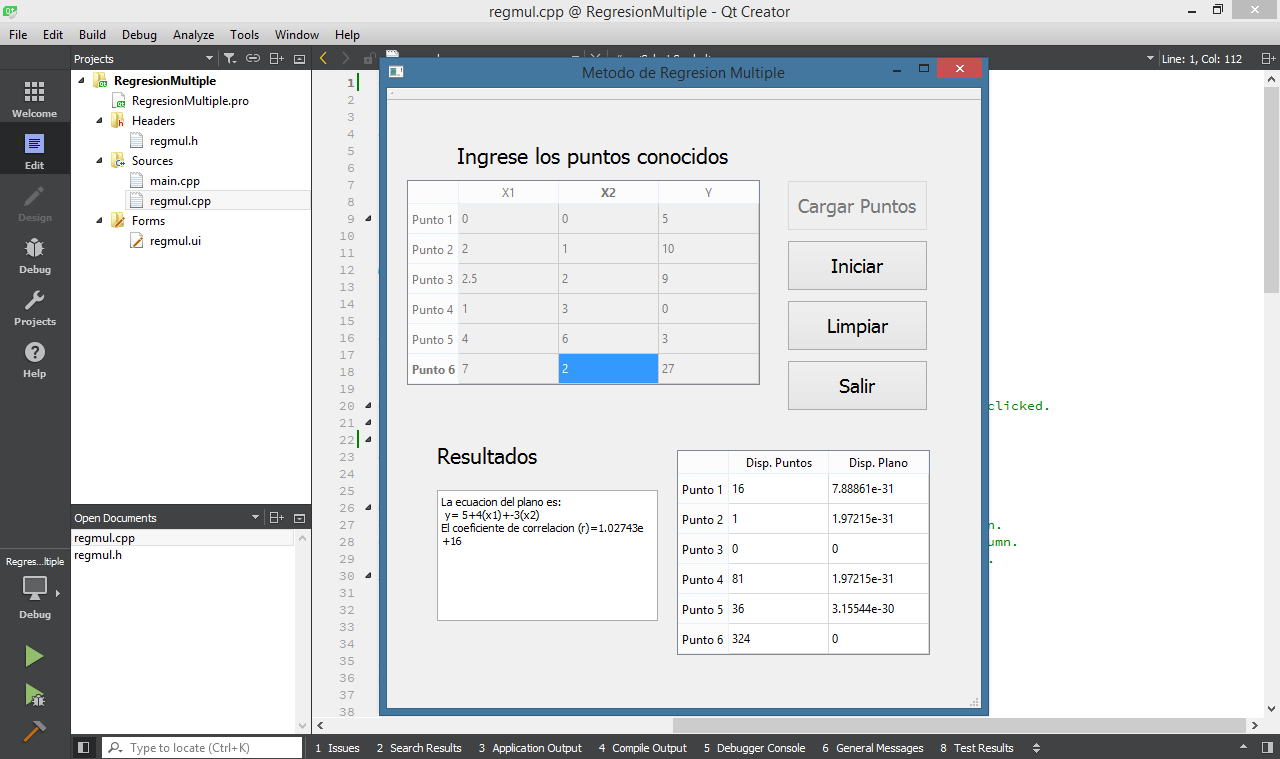 regmul.cpp @ RegresionMultiple - Qt Creator
File Edit Build Debug Analyze Tools Window Help
Projects
Line: 1, Col: 112
Welcome
Edit
Design
Debug
Projects
Help
RegresionMultiple
RegresionMultiple.pro
Headers
regmul.h
Sources
main.cpp
regmul.cpp
Forms
regmul.ui
Open Documents
regmul.cpp
regmul.h
Regres...ltiple
Debug
1
2
3
4
5
6
7
8
9
10
11
12
13
14
15
16
17
18
19
20
21
22
23
24
25
26
27
28
29
30
31
32
33
34
35
36
37
38
clicked.
n.
umn.
.
Metodo de Regresion Multiple
Ingrese los puntos conocidos
X1 X2 Y
Punto 1 0 0 5
Punto 2 2 1 10
Punto 3 2.5 2 9
Punto 4 1 3 0
Punto 5 4 6 3
Punto 6 7 2 27
Cargar Puntos
Iniciar
Limpiar
Salir
Resultados
La ecuacion del plano es:
y= 5+4(x1)+-3(x2)
El coeficiente de correlacion (r)=1.02743e
+16
Disp. Puntos Disp. Plano
Punto 1 16 7.88861e-31
Punto 2 1 1.97215e-31
Punto 3 0 0
Punto 4 81 1.97215e-31
Punto 5 36 3.15544e-30
Punto 6 324 0
Type to locate (Ctrl+K)
1 Issues 2 Search Results 3 Application Output 4 Compile Output 5 Debugger Console 6 General Messages 8 Test Results